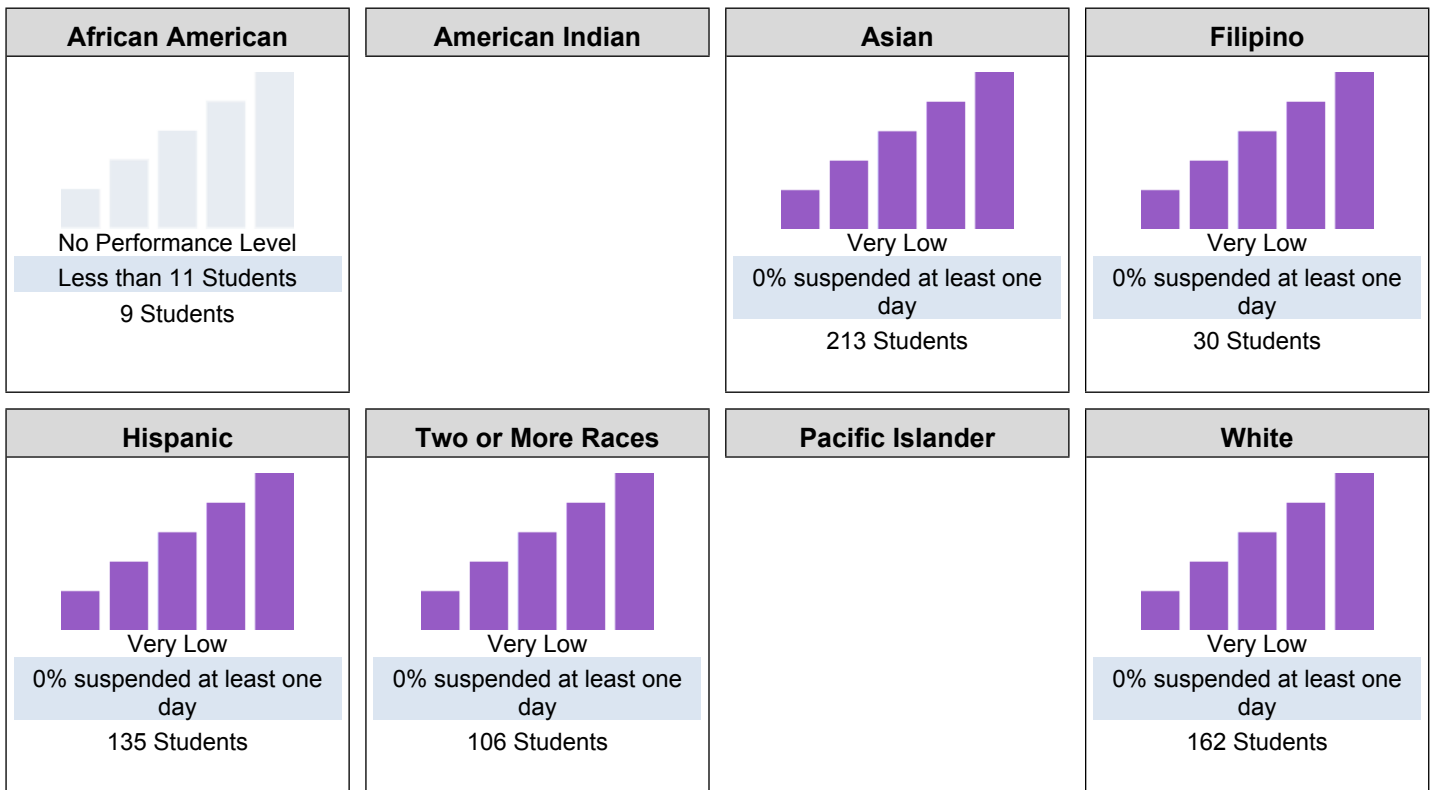 African American
American Indian
Asian
Filipino
No Performance Level
Less than 11 Students
9 Students
Very Low
0% suspended at least one
day
213 Students
Very Low
0% suspended at least one
day
30 Students
Hispanic
Two or More Races
Pacific Islander
White
Very Low
0% suspended at least one
day
135 Students
Very Low
0% suspended at least one
day
106 Students
Very Low
0% suspended at least one
day
162 Students